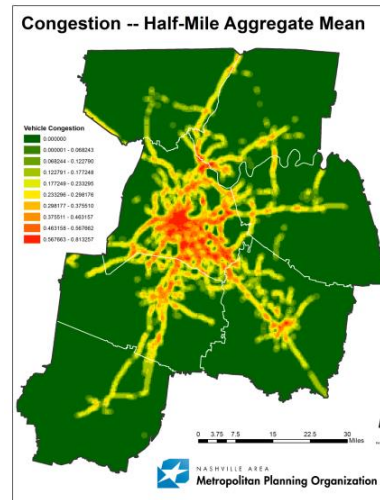 Congestion -- Half-Mile Aggregate Mean
Vehicle Congestion
0.000000
0.000001 - 0.068243
0.068244 - 0.122790
0.122791 - 0.177248
0.177249 - 0.233295
0.233296 - 0.298176
0.298177 - 0.375510
0.375511 - 0.463157
0.463158 - 0.567662
0.567663 - 0.813257
0 3.75 7.5 15 22.5 30
Miles
NASHVILLE AREA
Metropolitan Planning Organization